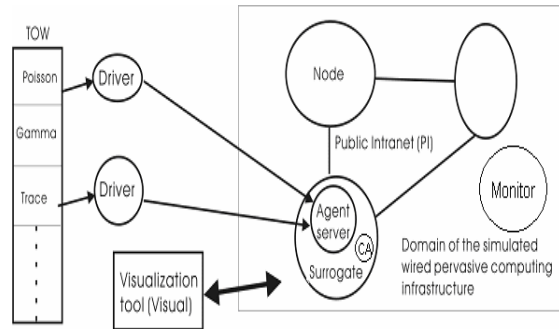 TOW
Poisson
Gamma
Trace
Driver
Driver
Visualization
tool (Visual)
Node
Public Intranet (PI)
Agent
server
CA
Surrogate
Monitor
Domain of the simulated
wired pervasive computing
infrastructure